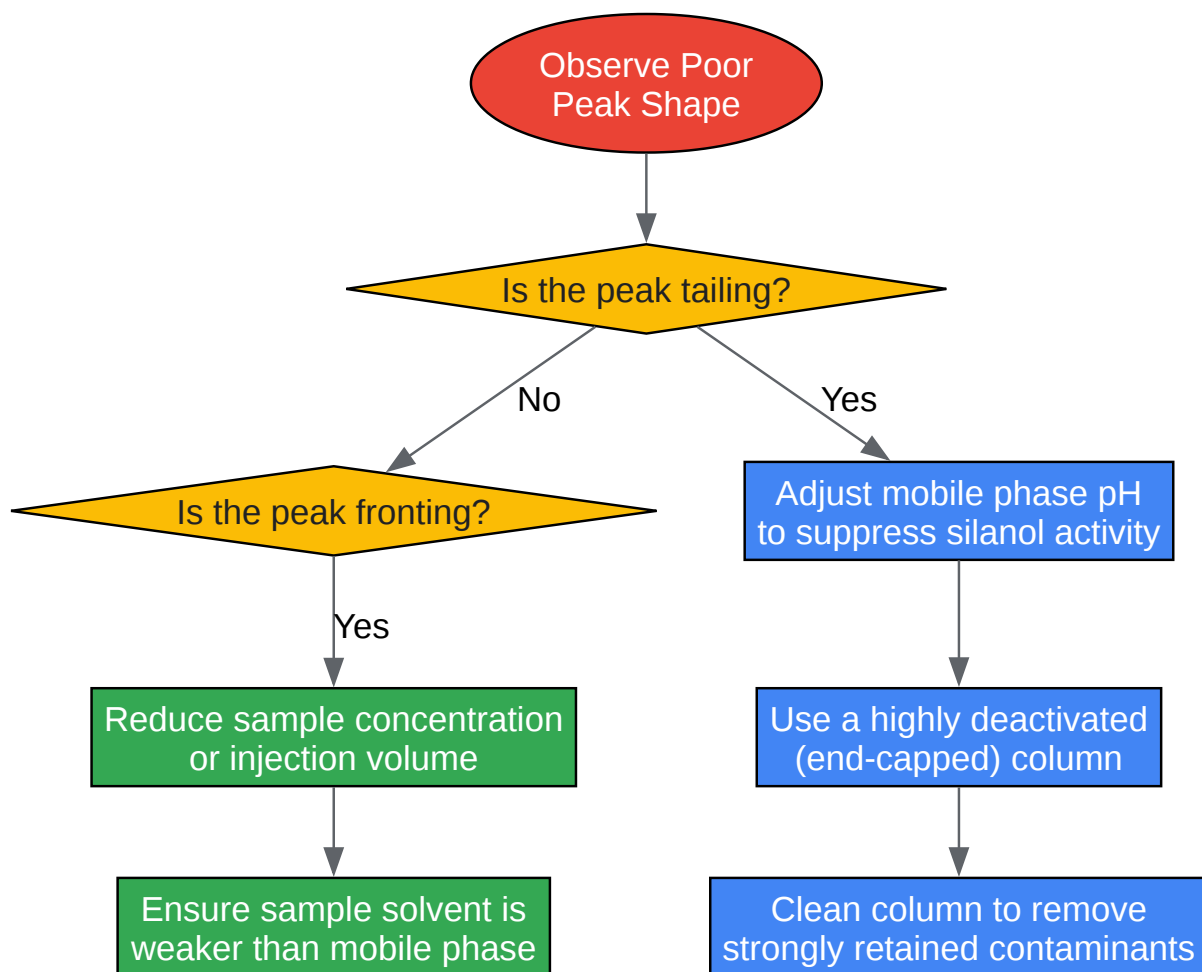 Observe Poor
Peak Shape
Is the peak tailing?
No
Yes
Is the peak fronting?
Adjust mobile phase pH
to suppress silanol activity
Yes
Reduce sample concentration
or injection volume
Use a highly deactivated
(end-capped) column
Ensure sample solvent is
weaker than mobile phase
Clean column to remove
strongly retained contaminants